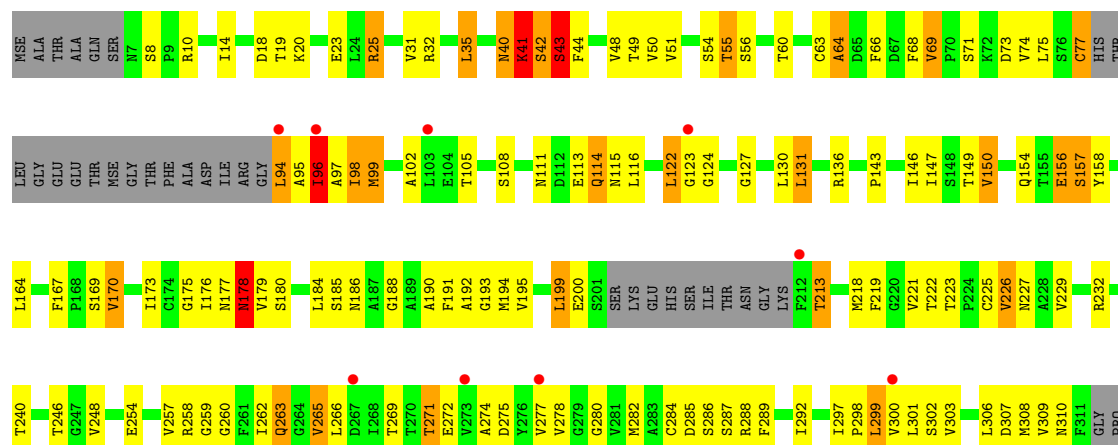 MSE ALA THR ALA GLN SER N7 S8 P9 R10 I14 D18 T19 K20 E23 L24 R25 V31 R32 L35 N40 K41 S42 S43 F44 V48 T49 V50 V51 S54 T55 S56 T60 C63 A64 D65 F66 D67 F68 V69 P70 S71 K72 D73 V74 L75 S76 C77 HIS THR
LEU GLY GLU GLU THR MSE GLY THR PHE ALA ASP ILE ARG GLY L94 A95 I96 A97 I98 M99 A102 L103 E104 T105 S108 N111 D112 E113 Q114 N115 L116 L122 G123 G124 G127 L130 L131 R136 P143 I146 I147 S148 T149 V150 Q154 T155 E156 S157 Y158
L164 F167 P168 S169 V170 I173 C174 G175 I176 N177 N178 V179 S180 L184 S185 N186 A187 G188 A189 A190 F191 A192 G193 M194 V195 L199 E200 S201 SER LYS GLU HIS SER ILE THR ASN GLY LYS F212 T213 M218 F219 G220 V221 T222 T223 P224 C225 V226 N227 A228 V229 R232
T240 T246 G247 V248 E254 V257 R258 G259 G260 F261 I262 Q263 G264 V265 L266 D267 I268 T269 T270 T271 E272 V273 A274 D275 Y276 V277 V278 G279 G280 V281 M282 A283 C284 D285 S286 S287 R288 F289 I292 I297 P298 L299 V300 L301 S302 V303 L306 D307 M308 V309 N310 F311 GLY ASP